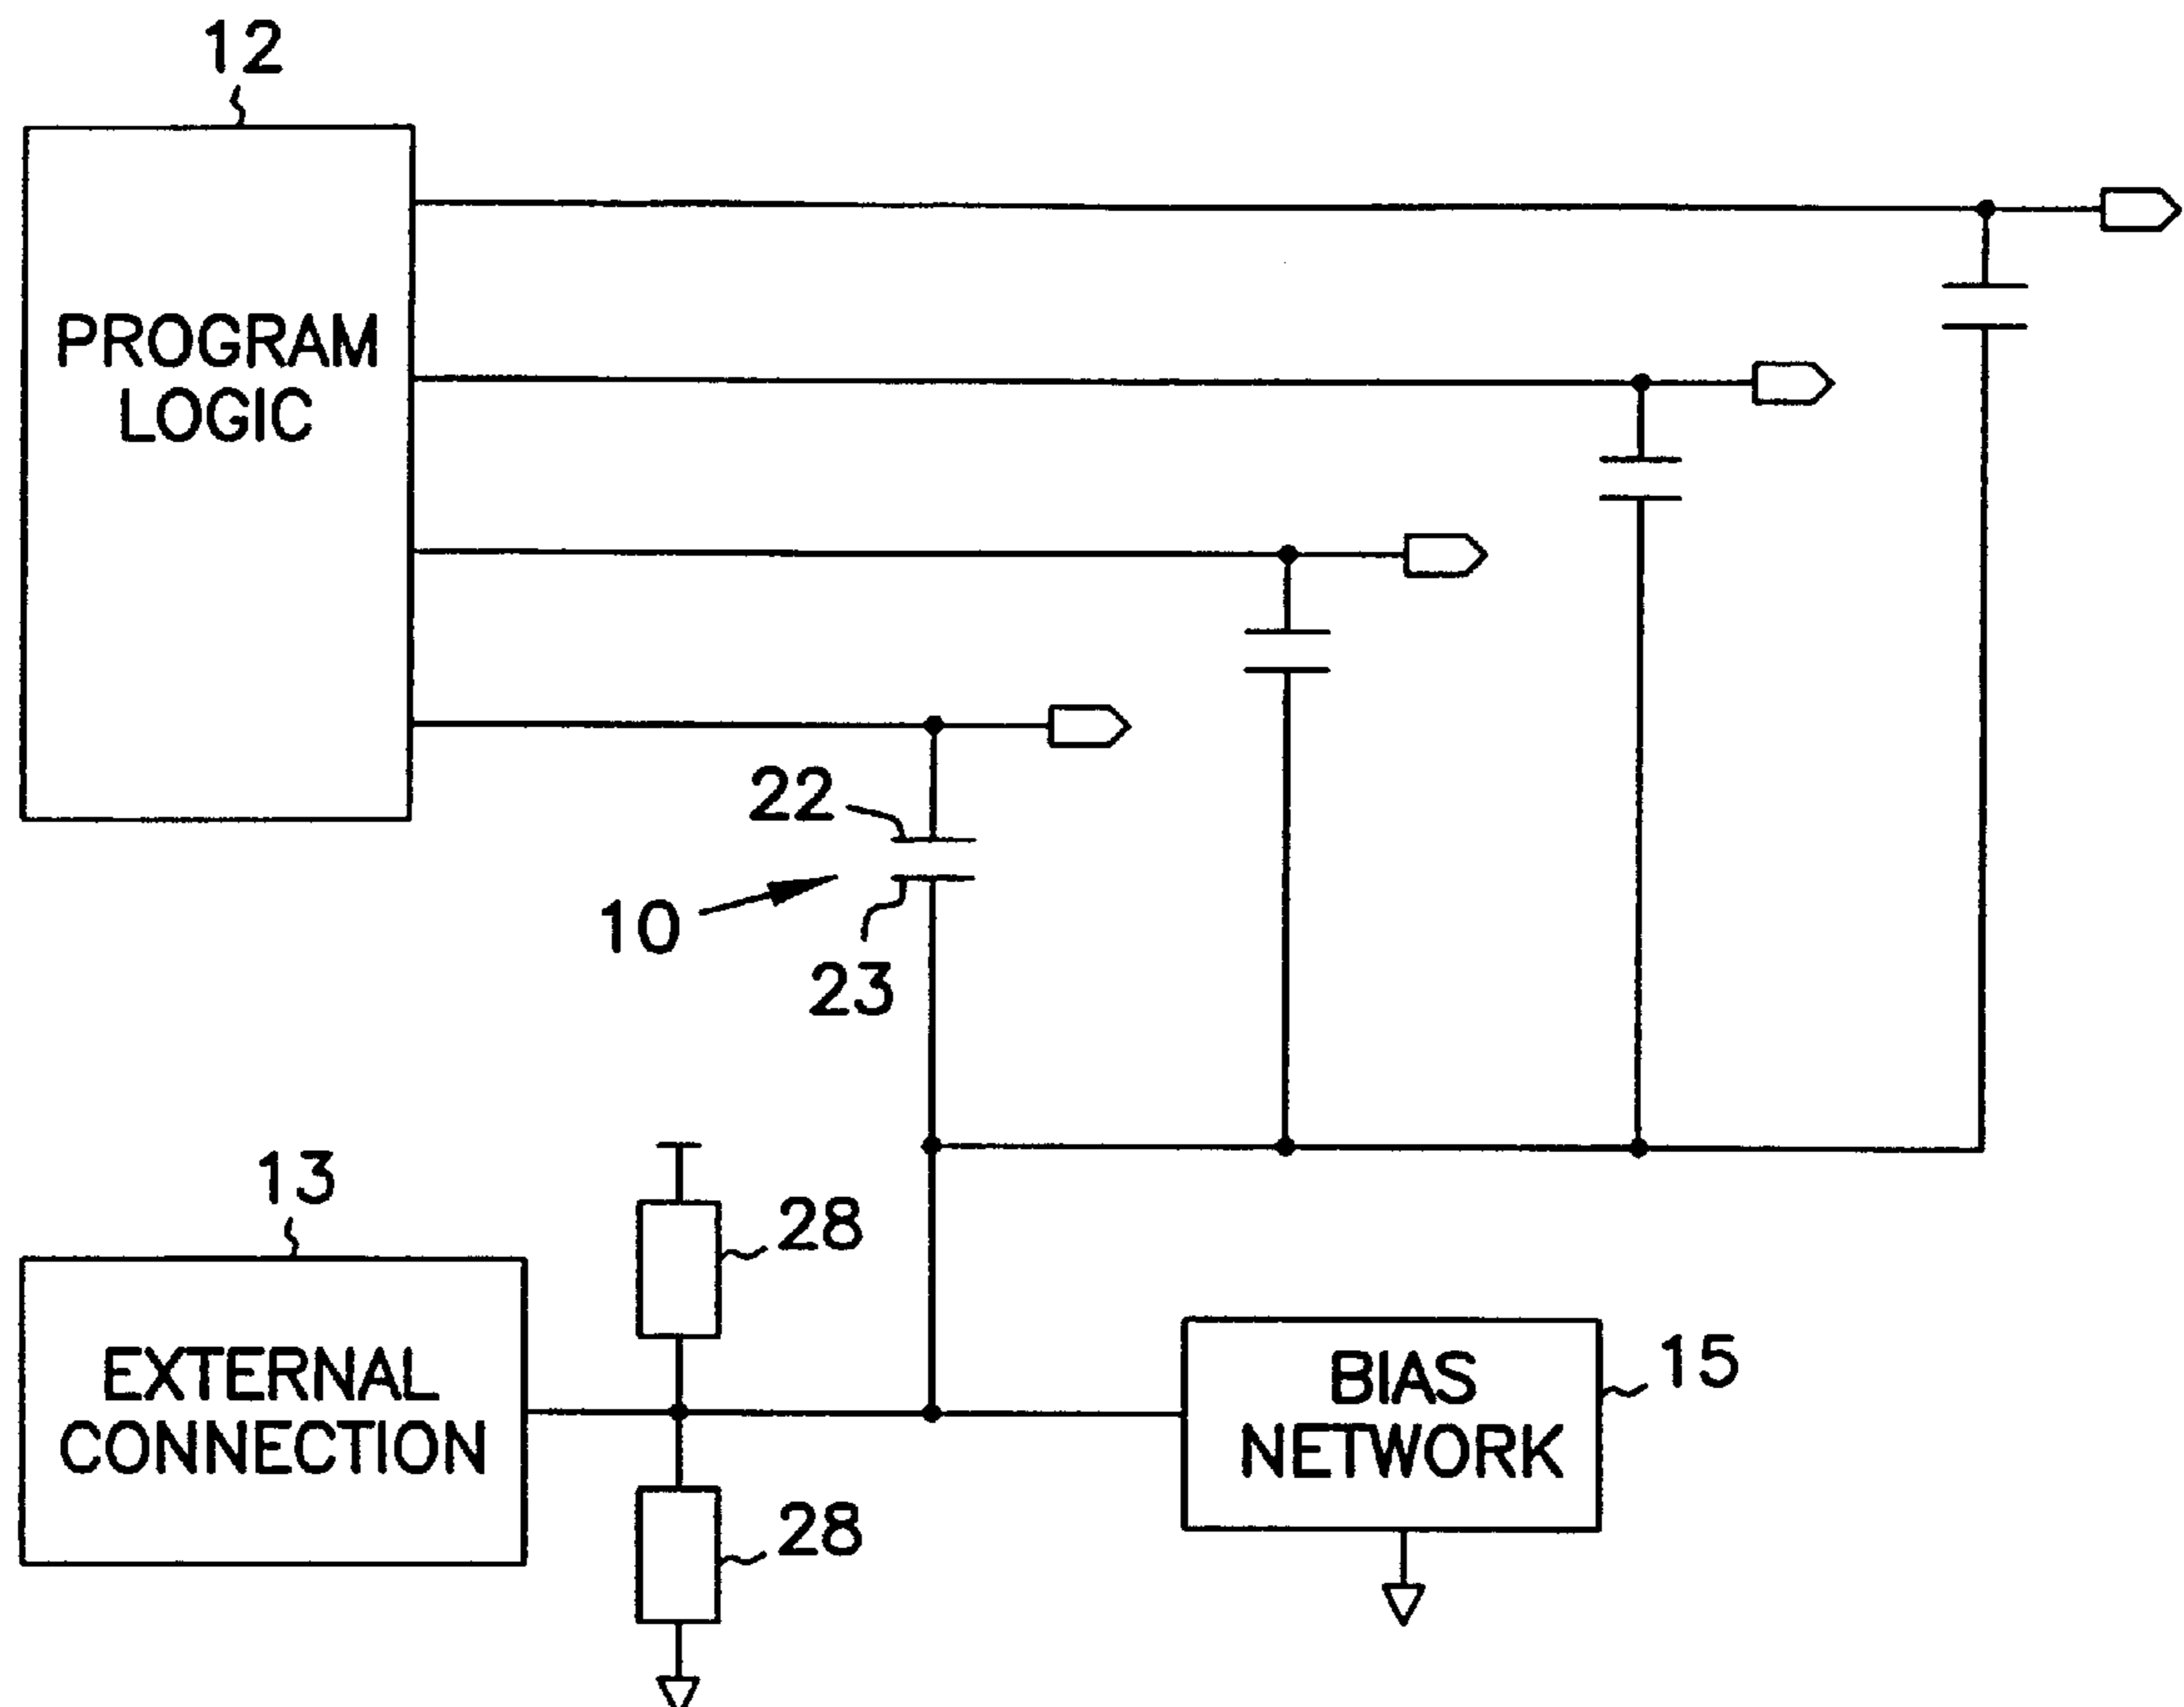 12
PROGRAM
LOGIC
22
10
23
13
28
EXTERNAL
CONNECTION
BIAS
NETWORK
15
28